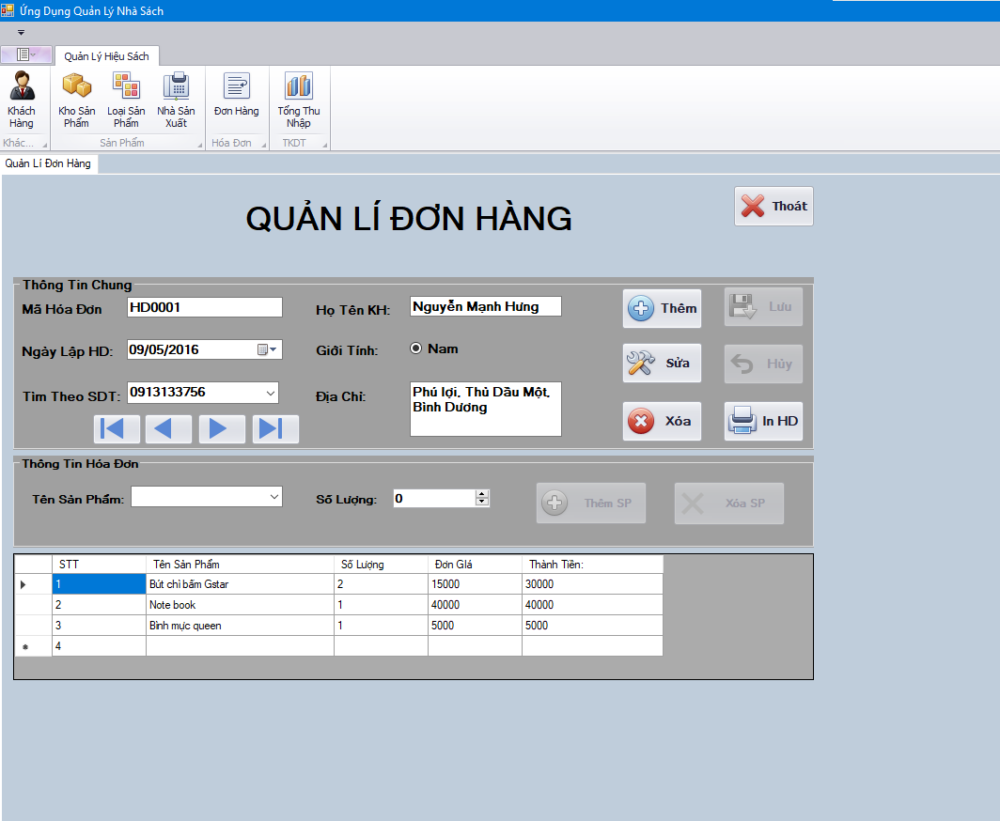 Ứng Dụng Quản Lý Nhà Sách
Quản Lý Hiệu Sách
Khách Hàng
Kho Sản Phẩm
Loại Sản Phẩm
Nhà Sản Xuất
Đơn Hàng
Tổng Thu Nhập
Khác...
Sản Phẩm
Hóa Đơn
TKDT
Quản Lí Đơn Hàng
QUẢN LÍ ĐƠN HÀNG
Thoát
Thông Tin Chung
Mã Hóa Đơn HD0001
Họ Tên KH: Nguyễn Mạnh Hưng
Thêm
Lưu
Ngày Lập HD: 09/05/2016
Giới Tính: Nam
Sửa
Hủy
Tìm Theo SDT: 0913133756
Địa Chỉ: Phú lợi, Thủ Dầu Một,
Bình Dương
Xóa
In HD
Thông Tin Hóa Đơn
Tên Sản Phẩm:
Số Lượng: 0
Thêm SP
Xóa SP
STT Tên Sản Phẩm Số Lượng Đơn Giá Thành Tiền:
1 Bút chì bấm Gstar 2 15000 30000
2 Note book 1 40000 40000
3 Bình mực queen 1 5000 5000
4